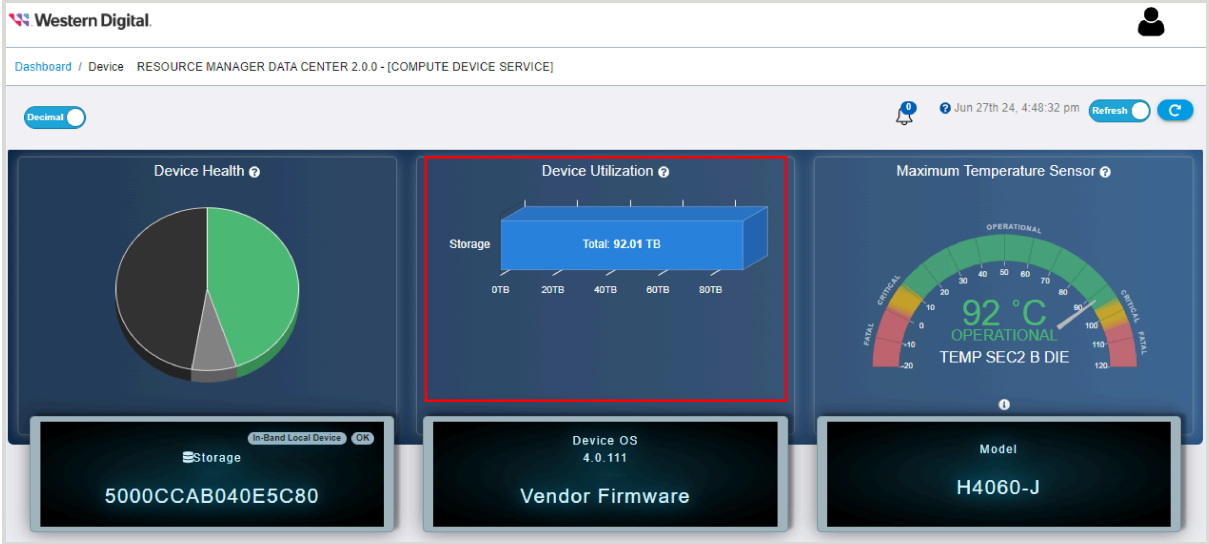 Western Digital.
Dashboard / Device RESOURCE MANAGER DATA CENTER 2.0.0 - [COMPUTE DEVICE SERVICE]
Decimal
0
? Jun 27th 24, 4:48:32 pm
Refresh
Device Health ?
Device Utilization ?
Storage
Total: 92.01 TB
0TB 20TB 40TB 60TB 80TB
Maximum Temperature Sensor ?
FATAL CRITICAL OPERATIONAL CRITICAL FATAL
-20 -10 0 10 20 30 40 50 60 70 80 90 100 110 120
92 °C
OPERATIONAL
TEMP SEC2 B DIE
i
In-Band Local Device OK
Storage
5000CCAB040E5C80
Device OS
4.0.111
Vendor Firmware
Model
H4060-J